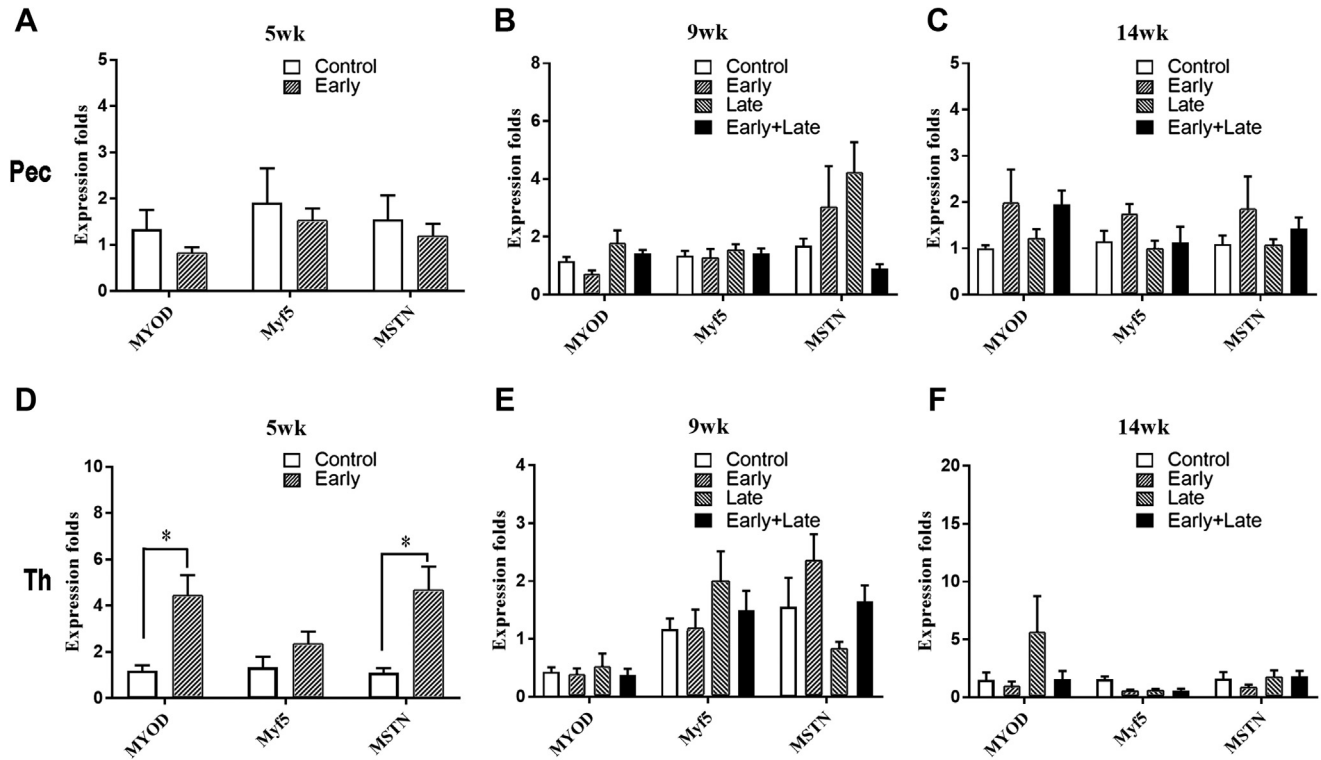 A
5wk
Control
Early
Expression folds
5
4
3
2
1
0
MYOD
Myf5
MSTN
Pec
B
9wk
Control
Early
Late
Early+Late
Expression folds
8
6
4
2
0
MYOD
Myf5
MSTN
C
14wk
Control
Early
Late
Early+Late
Expression folds
5
4
3
2
1
0
MYOD
Myf5
MSTN
D
5wk
Control
Early
Expression folds
10
8
6
4
2
0
*
*
MYOD
Myf5
MSTN
Th
E
9wk
Control
Early
Late
Early+Late
Expression folds
4
3
2
1
0
MYOD
Myf5
MSTN
F
14wk
Control
Early
Late
Early+Late
Expression folds
20
15
10
5
0
MYOD
Myf5
MSTN